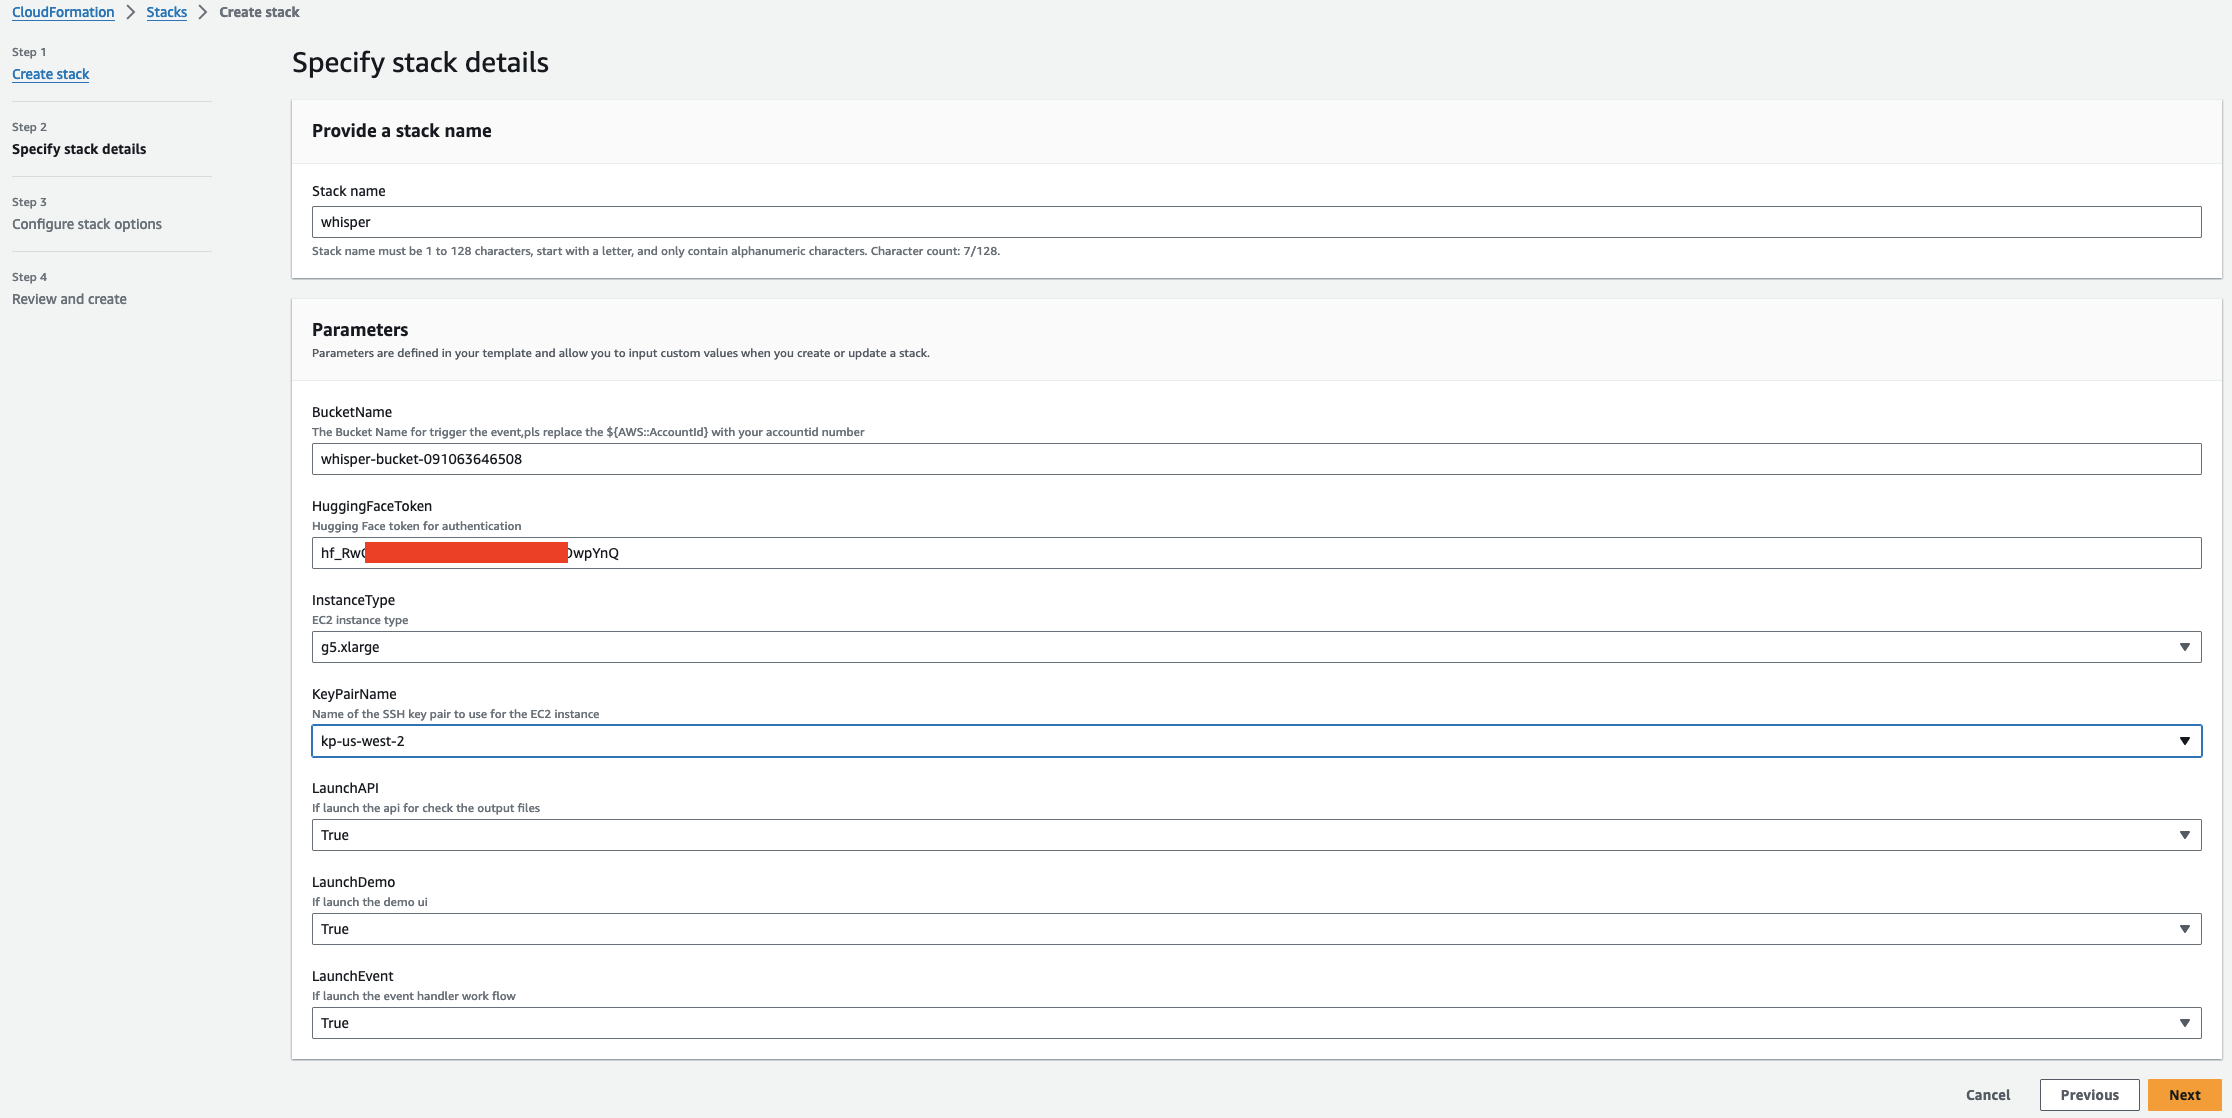 CloudFormation > Stacks > Create stack
Step 1
Create stack
Step 2
Specify stack details
Step 3
Configure stack options
Step 4
Review and create
Specify stack details
Provide a stack name
Stack name
whisper
Stack name must be 1 to 128 characters, start with a letter, and only contain alphanumeric characters. Character count: 7/128.
Parameters
Parameters are defined in your template and allow you to input custom values when you create or update a stack.
BucketName
The Bucket Name for trigger the event,pls replace the ${AWS::AccountId} with your accountid number
whisper-bucket-091063646508
HuggingFaceToken
Hugging Face token for authentication
hf_Rw wpYnQ
InstanceType
EC2 instance type
g5.xlarge
KeyPairName
Name of the SSH key pair to use for the EC2 instance
kp-us-west-2
LaunchAPI
If launch the api for check the output files
True
LaunchDemo
If launch the demo ui
True
LaunchEvent
If launch the event handler work flow
True
Cancel
Previous
Next